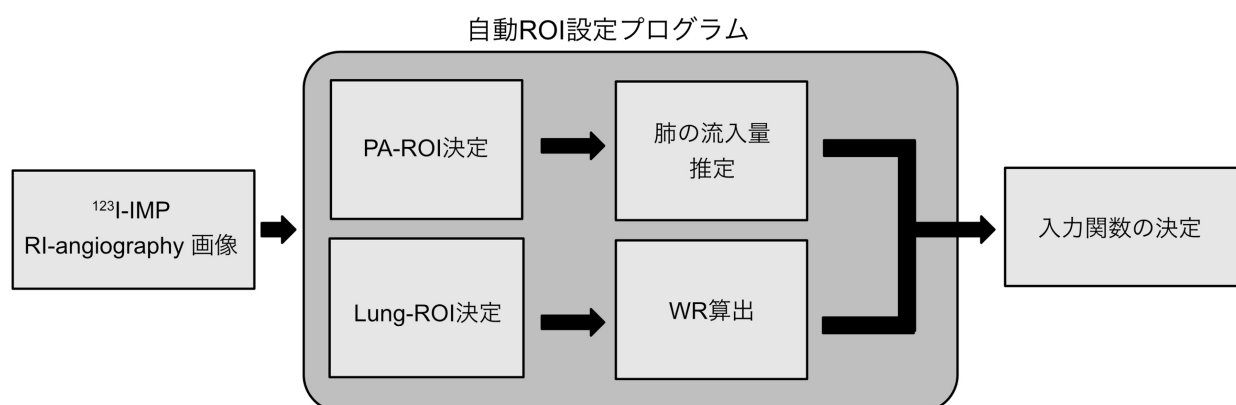 自動ROI設定プログラム
PA-ROI決定
肺の流入量
推定
¹²³I-IMP
RI-angiography 画像
入力関数の決定
Lung-ROI決定
WR算出